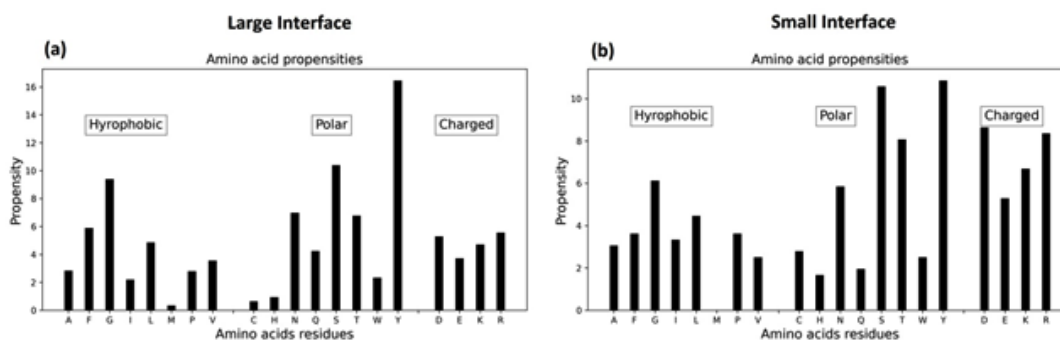 Large Interface
(a)
Amino acid propensities
Hyrophobic
Polar
Charged
Propensity
16
14
12
10
8
6
4
2
0
A F G I L M P V C H N Q S T W Y D E K R
Amino acids residues
Small Interface
(b)
Amino acid propensities
Hyrophobic
Polar
Charged
Propensity
10
8
6
4
2
0
A F G I L M P V C H N Q S T W Y D E K R
Amino acids residues